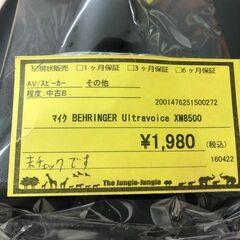 ☑現状販売 □1ヶ月保証 □3ヶ月保証 □6ヶ月保証
AV/スピーカー その他
程度:中古B
2001476251500272
マイク BEHRINGER Ultravoice XM8500
¥1,980 (税込)
未チェックです
160422
The Jungle-Jungle